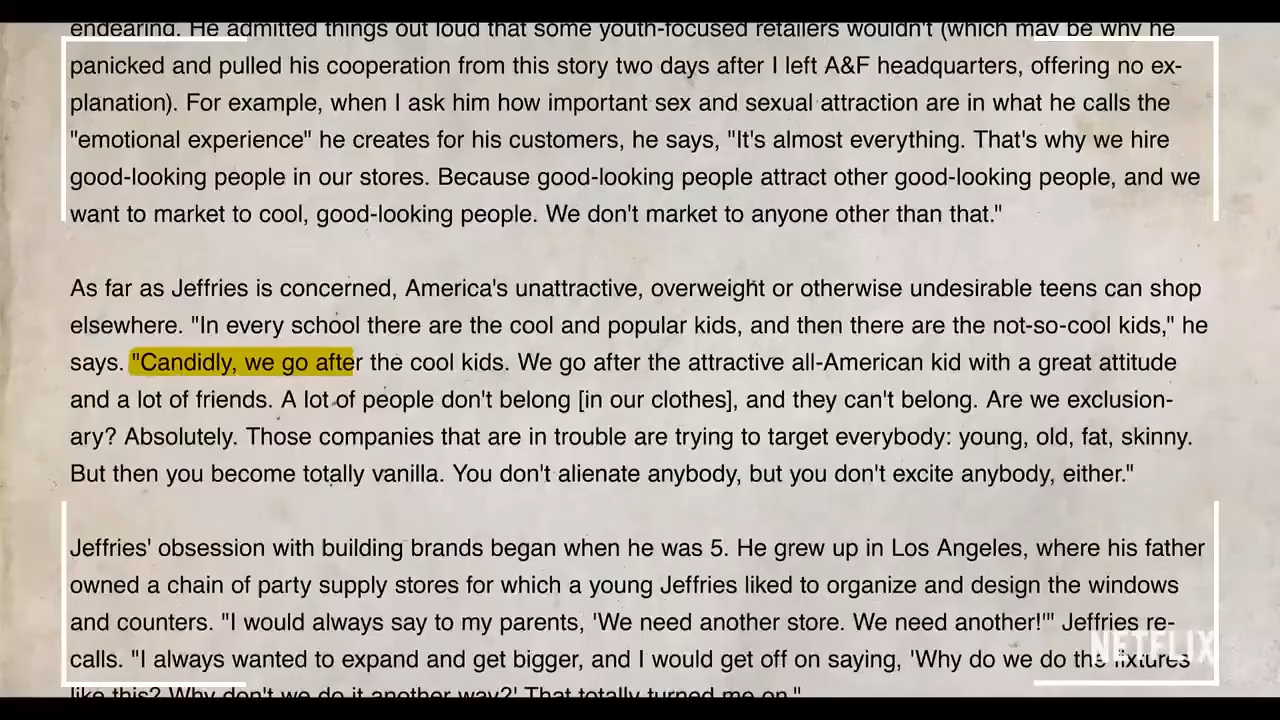 endearing. He admitted things out loud that some youth-focused retailers wouldn't (which may be why he
panicked and pulled his cooperation from this story two days after I left A&F headquarters, offering no ex-
planation). For example, when I ask him how important sex and sexual attraction are in what he calls the
"emotional experience" he creates for his customers, he says, "It's almost everything. That's why we hire
good-looking people in our stores. Because good-looking people attract other good-looking people, and we
want to market to cool, good-looking people. We don't market to anyone other than that."
As far as Jeffries is concerned, America's unattractive, overweight or otherwise undesirable teens can shop
elsewhere. "In every school there are the cool and popular kids, and then there are the not-so-cool kids," he
says. "Candidly, we go after the cool kids. We go after the attractive all-American kid with a great attitude
and a lot of friends. A lot of people don't belong [in our clothes], and they can't belong. Are we exclusion-
ary? Absolutely. Those companies that are in trouble are trying to target everybody: young, old, fat, skinny.
But then you become totally vanilla. You don't alienate anybody, but you don't excite anybody, either."
Jeffries' obsession with building brands began when he was 5. He grew up in Los Angeles, where his father
owned a chain of party supply stores for which a young Jeffries liked to organize and design the windows
and counters. "I would always say to my parents, 'We need another store. We need another!'" Jeffries re-
calls. "I always wanted to expand and get bigger, and I would get off on saying, 'Why do we do the fixtures
like this? Why don't we do it another way?' That totally turned me on."
NETFLIX